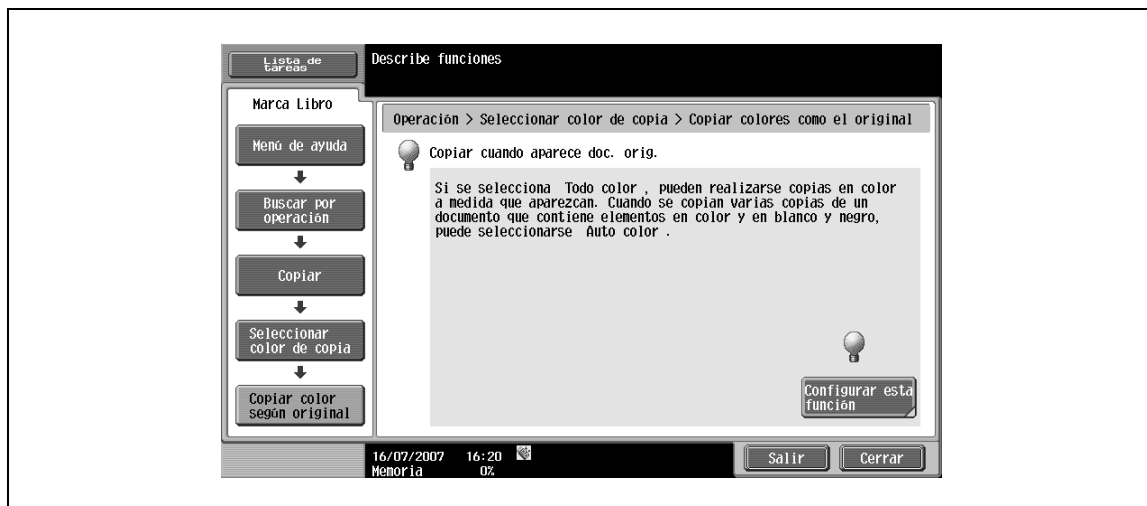 Lista de
tareas
Describe funciones
Marca Libro
Menú de ayuda
Buscar por
operación
Copiar
Seleccionar
color de copia
Copiar color
según original
Operación > Seleccionar color de copia > Copiar colores como el original
Copiar cuando aparece doc. orig.
Si se selecciona Todo color , pueden realizarse copias en color
a medida que aparezcan. Cuando se copian varias copias de un
documento que contiene elementos en color y en blanco y negro,
puede seleccionarse Auto color .
Configurar esta
función
16/07/2007 16:20
Memoria 0%
Salir
Cerrar